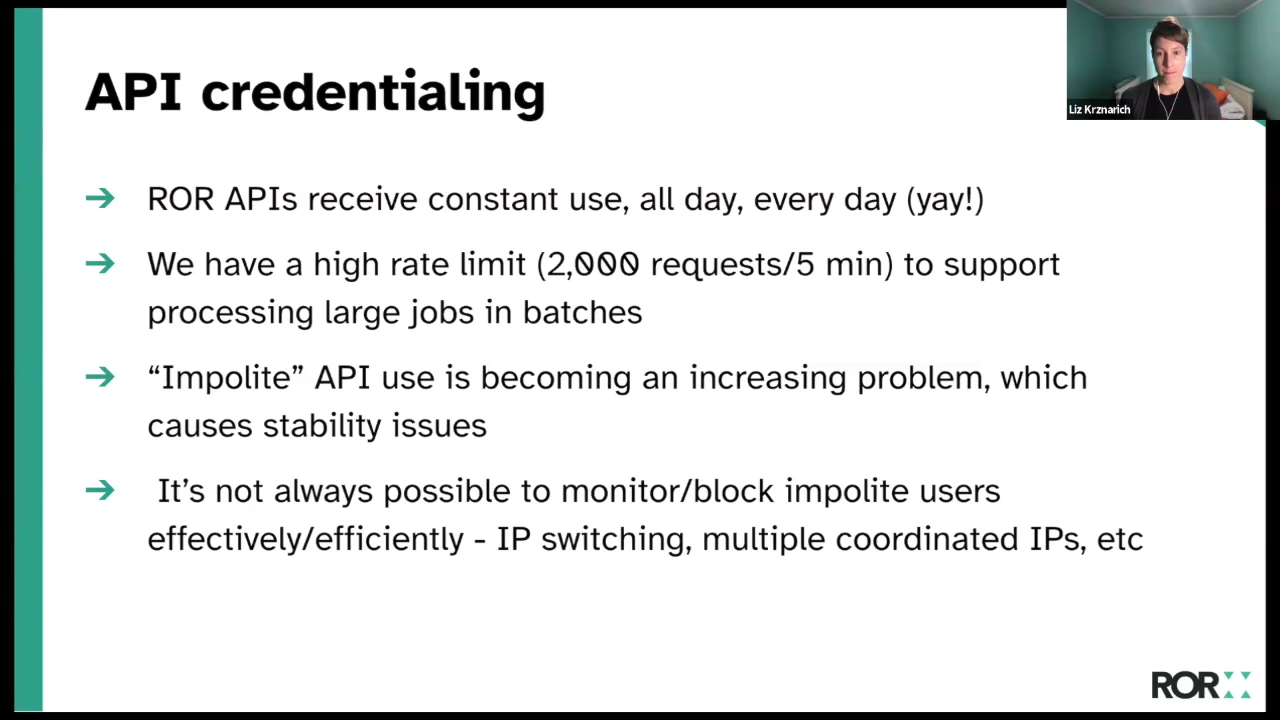 API credentialing
Liz Krznarich
→ ROR APIs receive constant use, all day, every day (yay!)
→ We have a high rate limit (2,000 requests/5 min) to support
processing large jobs in batches
→ “Impolite” API use is becoming an increasing problem, which
causes stability issues
→ It’s not always possible to monitor/block impolite users
effectively/efficiently - IP switching, multiple coordinated IPs, etc
ROR